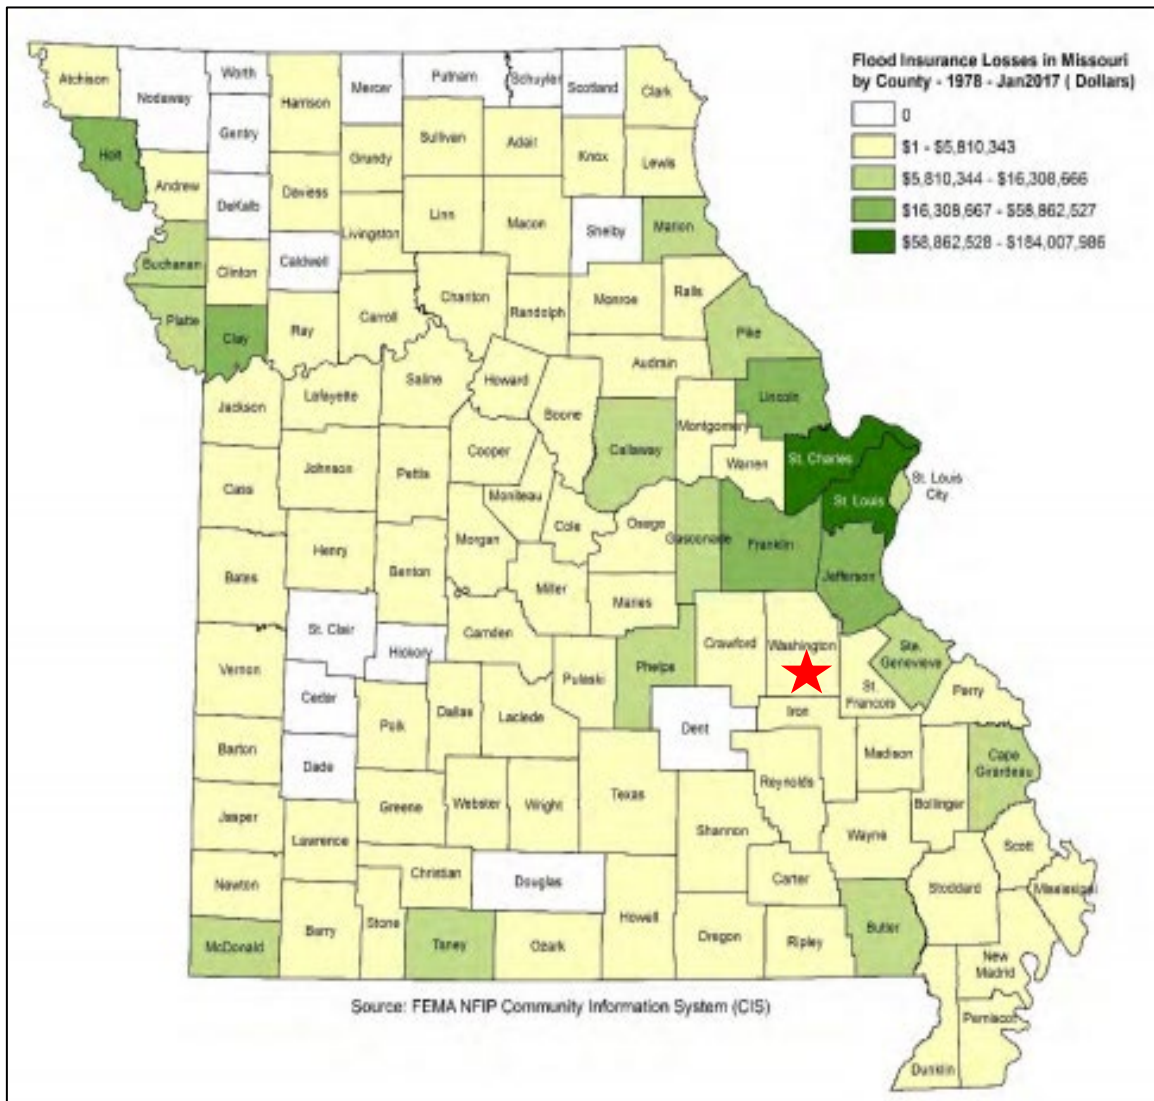 Flood Insurance Losses in Missouri
by County - 1978 - Jan2017 ( Dollars)
0
$1 - $5,810,343
$5,810,344 - $16,308,666
$16,308,667 - $58,862,527
$58,862,528 - $184,007,986
Atchison
Nodaway
Worth
Harrison
Mercer
Putnam
Schuyler
Scotland
Clark
Holt
Gentry
Sullivan
Adair
Knox
Lewis
Andrew
DeKalb
Daviess
Grundy
Linn
Macon
Shelby
Marion
Buchanan
Clinton
Caldwell
Livingston
Chariton
Randolph
Monroe
Ralls
Platte
Clay
Ray
Carroll
Audrain
Pike
Jackson
Lafayette
Saline
Howard
Boone
Callaway
Montgomery
Lincoln
Warren
St. Charles
St. Louis
St. Louis
City
Cass
Johnson
Pettis
Cooper
Moniteau
Cole
Osage
Gasconade
Franklin
Jefferson
Bates
Henry
Benton
Morgan
Miller
Maries
St. Clair
Hickory
Camden
Pulaski
Phelps
Crawford
Washington
Ste.
Genevieve
St.
Francois
Perry
Vernon
Cedar
Polk
Dallas
Laclede
Dent
Iron
Madison
Cape
Girardeau
Barton
Dade
Greene
Webster
Wright
Texas
Reynolds
Bollinger
Jasper
Lawrence
Shannon
Wayne
Scott
Newton
Christian
Douglas
Howell
Carter
Stoddard
Mississippi
McDonald
Barry
Stone
Taney
Ozark
Oregon
Ripley
Butler
New
Madrid
Pemiscot
Dunklin
Source: FEMA NFIP Community Information System (CIS)